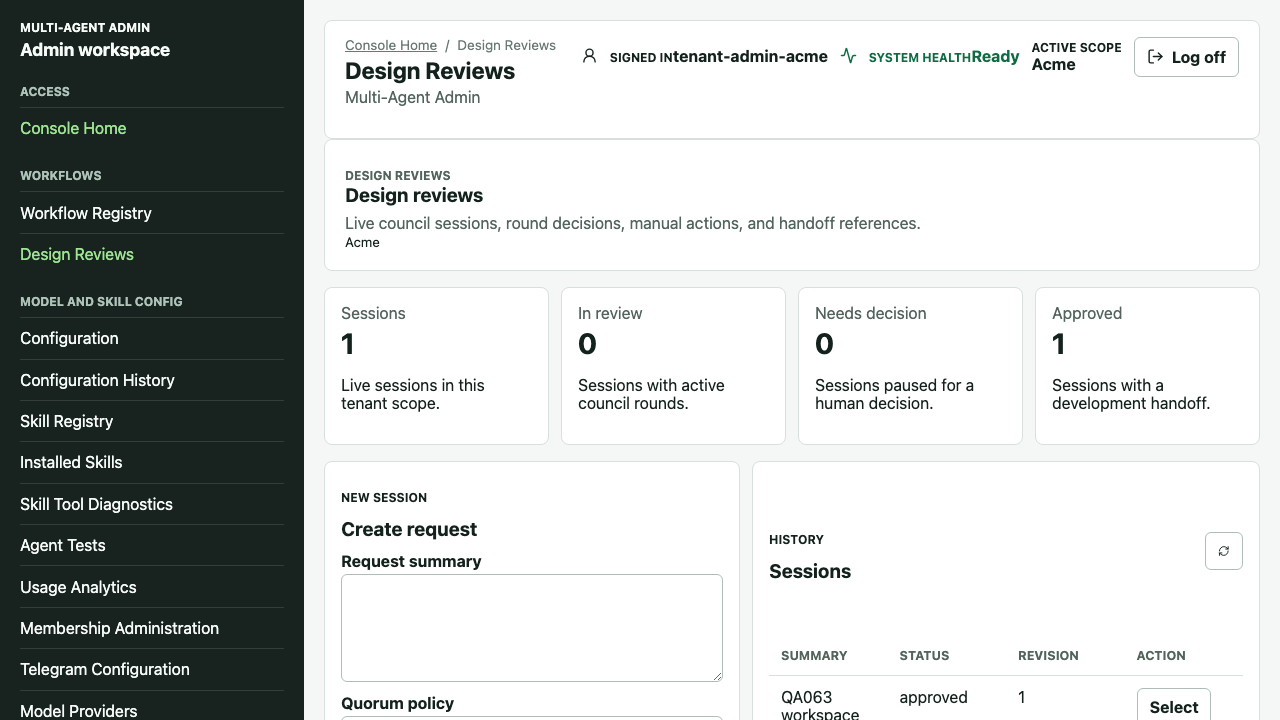 MULTI-AGENT ADMIN
Admin workspace
ACCESS
Console Home
WORKFLOWS
Workflow Registry
Design Reviews
MODEL AND SKILL CONFIG
Configuration
Configuration History
Skill Registry
Installed Skills
Skill Tool Diagnostics
Agent Tests
Usage Analytics
Membership Administration
Telegram Configuration
Model Providers
Console Home / Design Reviews
Design Reviews
Multi-Agent Admin
SIGNED IN tenant-admin-acme
SYSTEM HEALTH Ready
ACTIVE SCOPE
Acme
Log off
DESIGN REVIEWS
Design reviews
Live council sessions, round decisions, manual actions, and handoff references.
Acme
Sessions
1
Live sessions in this
tenant scope.
In review
0
Sessions with active
council rounds.
Needs decision
0
Sessions paused for a
human decision.
Approved
1
Sessions with a
development handoff.
NEW SESSION
Create request
Request summary
Quorum policy
HISTORY
Sessions
SUMMARY STATUS REVISION ACTION
QA063 approved 1 Select
workspace